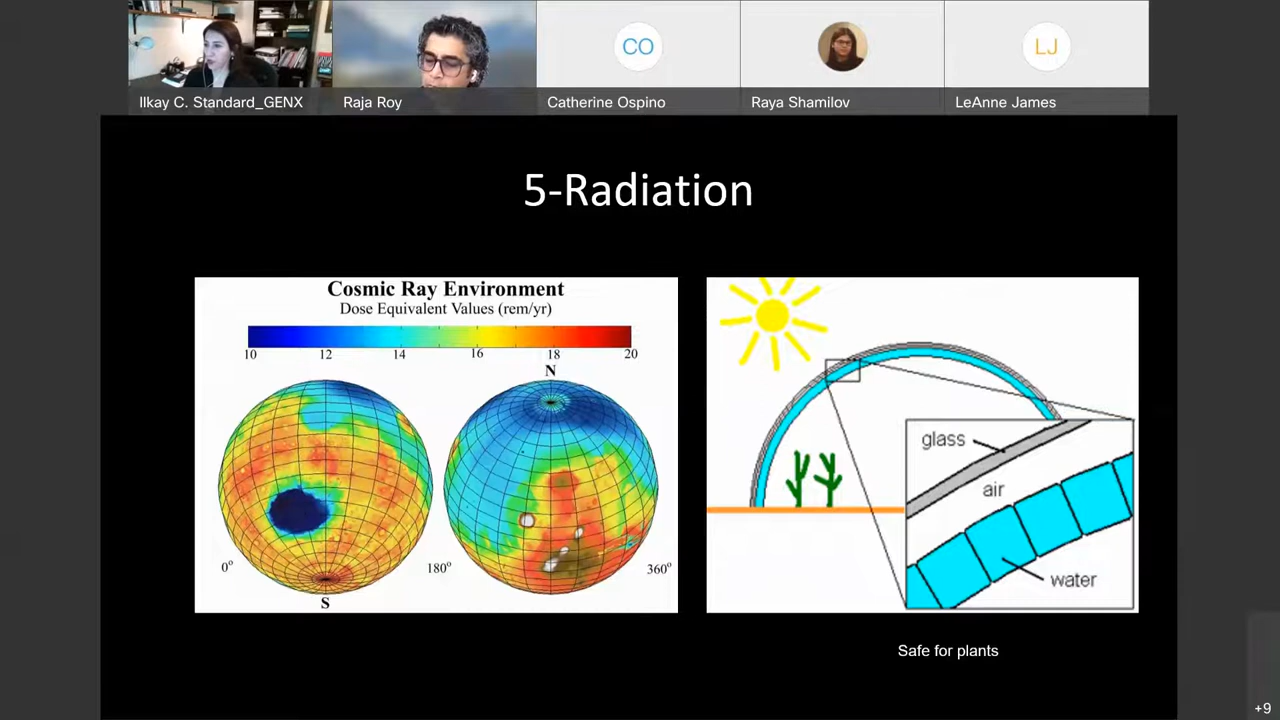 Ilkay C. Standard_GENX
Raja Roy
CO
Catherine Ospino
Raya Shamilov
LJ
LeAnne James
5-Radiation
Cosmic Ray Environment
Dose Equivalent Values (rem/yr)
10 12 14 16 18 20
N
0° 180° 360°
S
glass
air
water
Safe for plants
+9